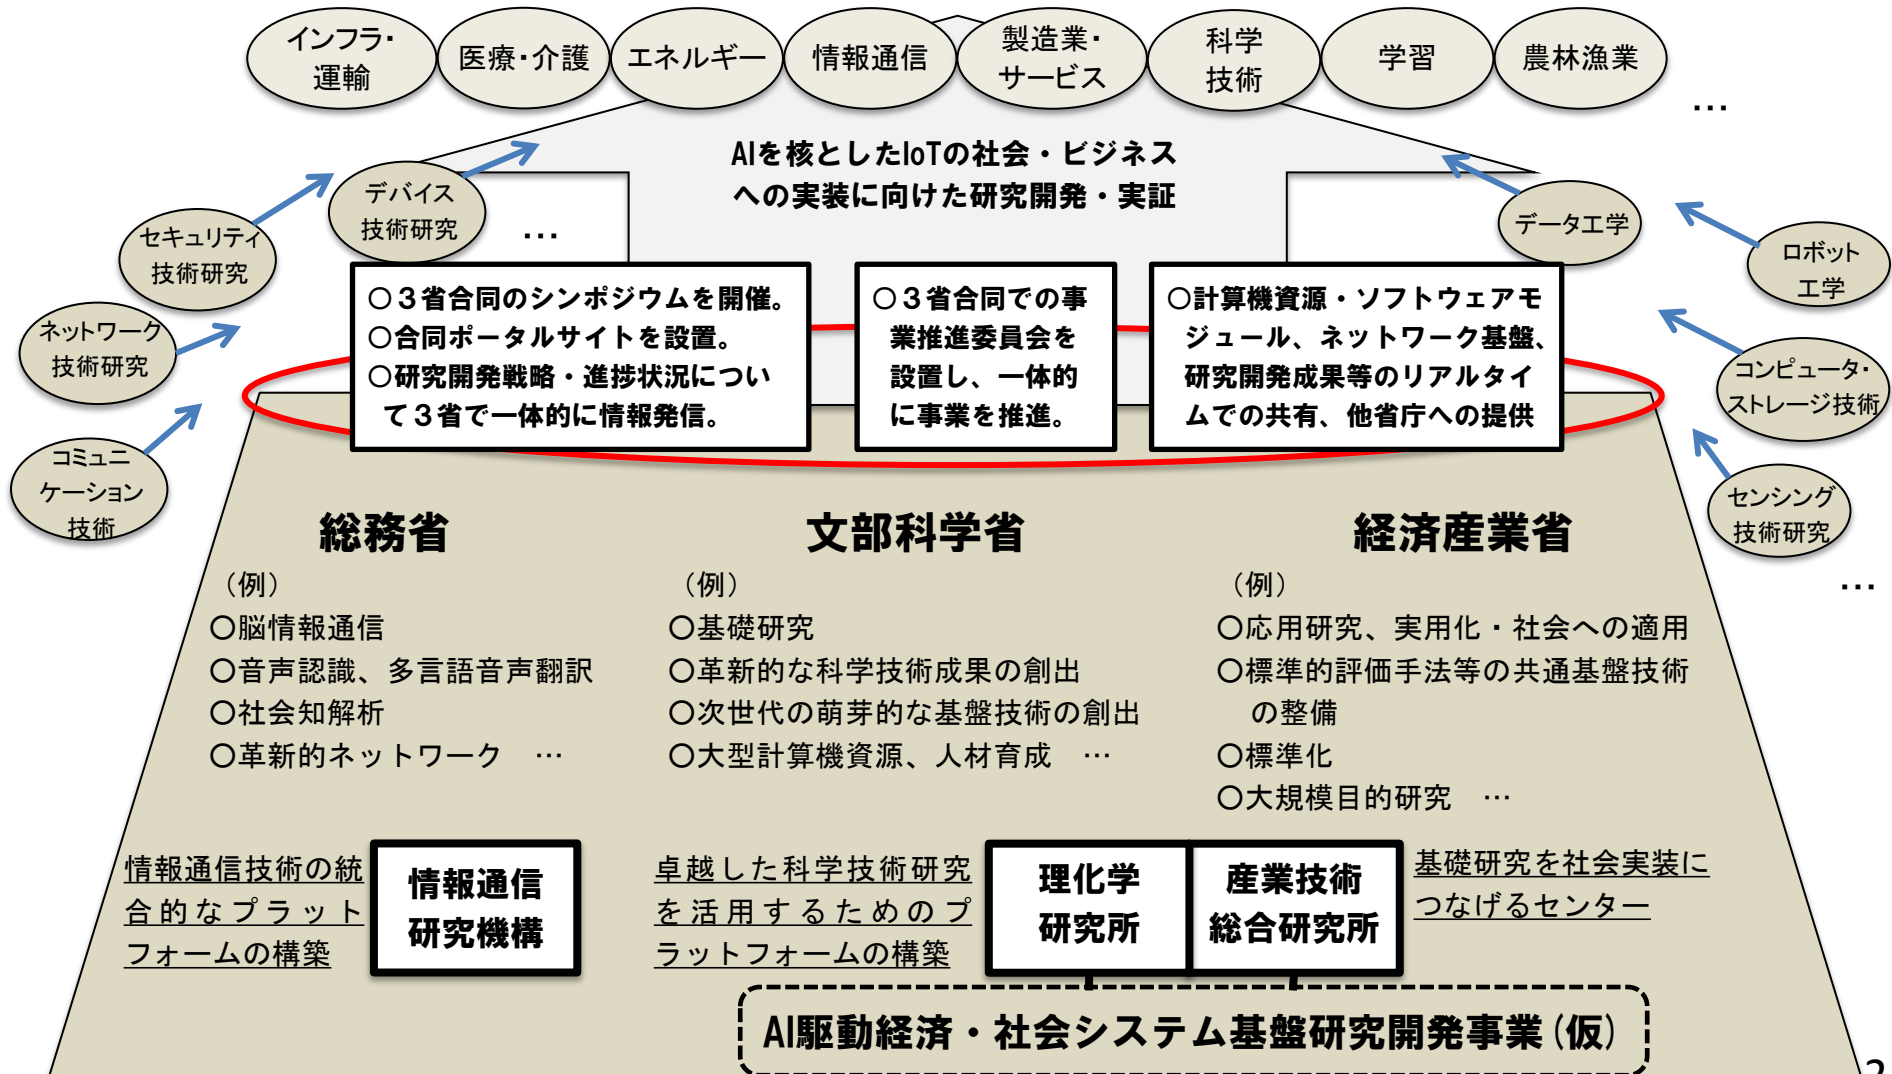 インフラ・
運輸
医療・介護
エネルギー
情報通信
製造業・
サービス
科学
技術
学習
農林漁業
…
AIを核としたIoTの社会・ビジネス
への実装に向けた研究開発・実証
デバイス
技術研究
…
セキュリティ
技術研究
ネットワーク
技術研究
コミュニ
ケーション
技術
データ工学
ロボット
工学
コンピュータ・
ストレージ技術
センシング
技術研究
…
○３省合同のシンポジウムを開催。
○合同ポータルサイトを設置。
○研究開発戦略・進捗状況につい
て３省で一体的に情報発信。
○３省合同での事
業推進委員会を
設置し、一体的
に事業を推進。
○計算機資源・ソフトウェアモ
ジュール、ネットワーク基盤、
研究開発成果等のリアルタイ
ムでの共有、他省庁への提供
総務省
（例）
○脳情報通信
○音声認識、多言語音声翻訳
○社会知解析
○革新的ネットワーク　…
文部科学省
（例）
○基礎研究
○革新的な科学技術成果の創出
○次世代の萌芽的な基盤技術の創出
○大型計算機資源、人材育成　…
経済産業省
（例）
○応用研究、実用化・社会への適用
○標準的評価手法等の共通基盤技術
の整備
○標準化
○大規模目的研究　…
情報通信技術の統
合的なプラット
フォームの構築
情報通信
研究機構
卓越した科学技術研究
を活用するためのプ
ラットフォームの構築
理化学
研究所
産業技術
総合研究所
基礎研究を社会実装に
つなげるセンター
AI駆動経済・社会システム基盤研究開発事業(仮)
2